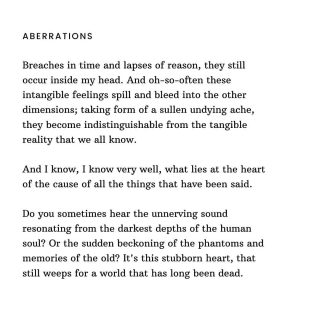 ABERRATIONS
Breaches in time and lapses of reason, they still
occur inside my head. And oh-so-often these
intangible feelings spill and bleed into the other
dimensions; taking form of a sullen undying ache,
they become indistinguishable from the tangible
reality that we all know.
And I know, I know very well, what lies at the heart
of the cause of all the things that have been said.
Do you sometimes hear the unnerving sound
resonating from the darkest depths of the human
soul? Or the sudden beckoning of the phantoms and
memories of the old? It's this stubborn heart, that
still weeps for a world that has long been dead.